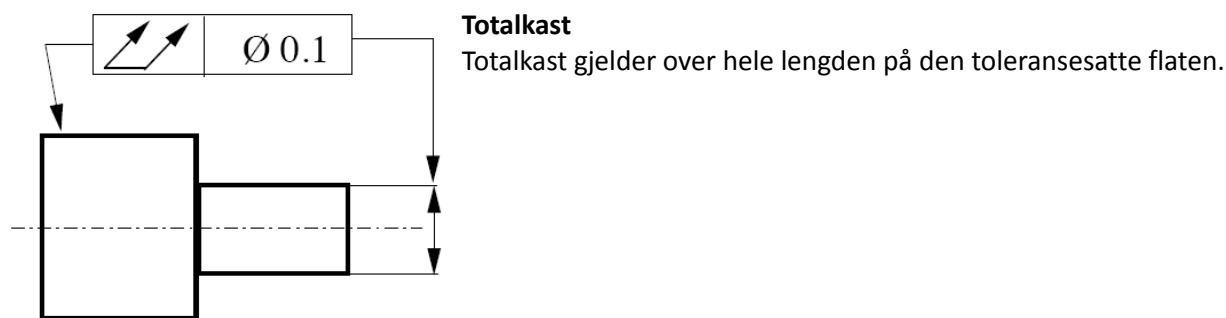 Totalkast
Totalkast gjelder over hele lengden på den toleransesatte flaten.
Ø 0.1